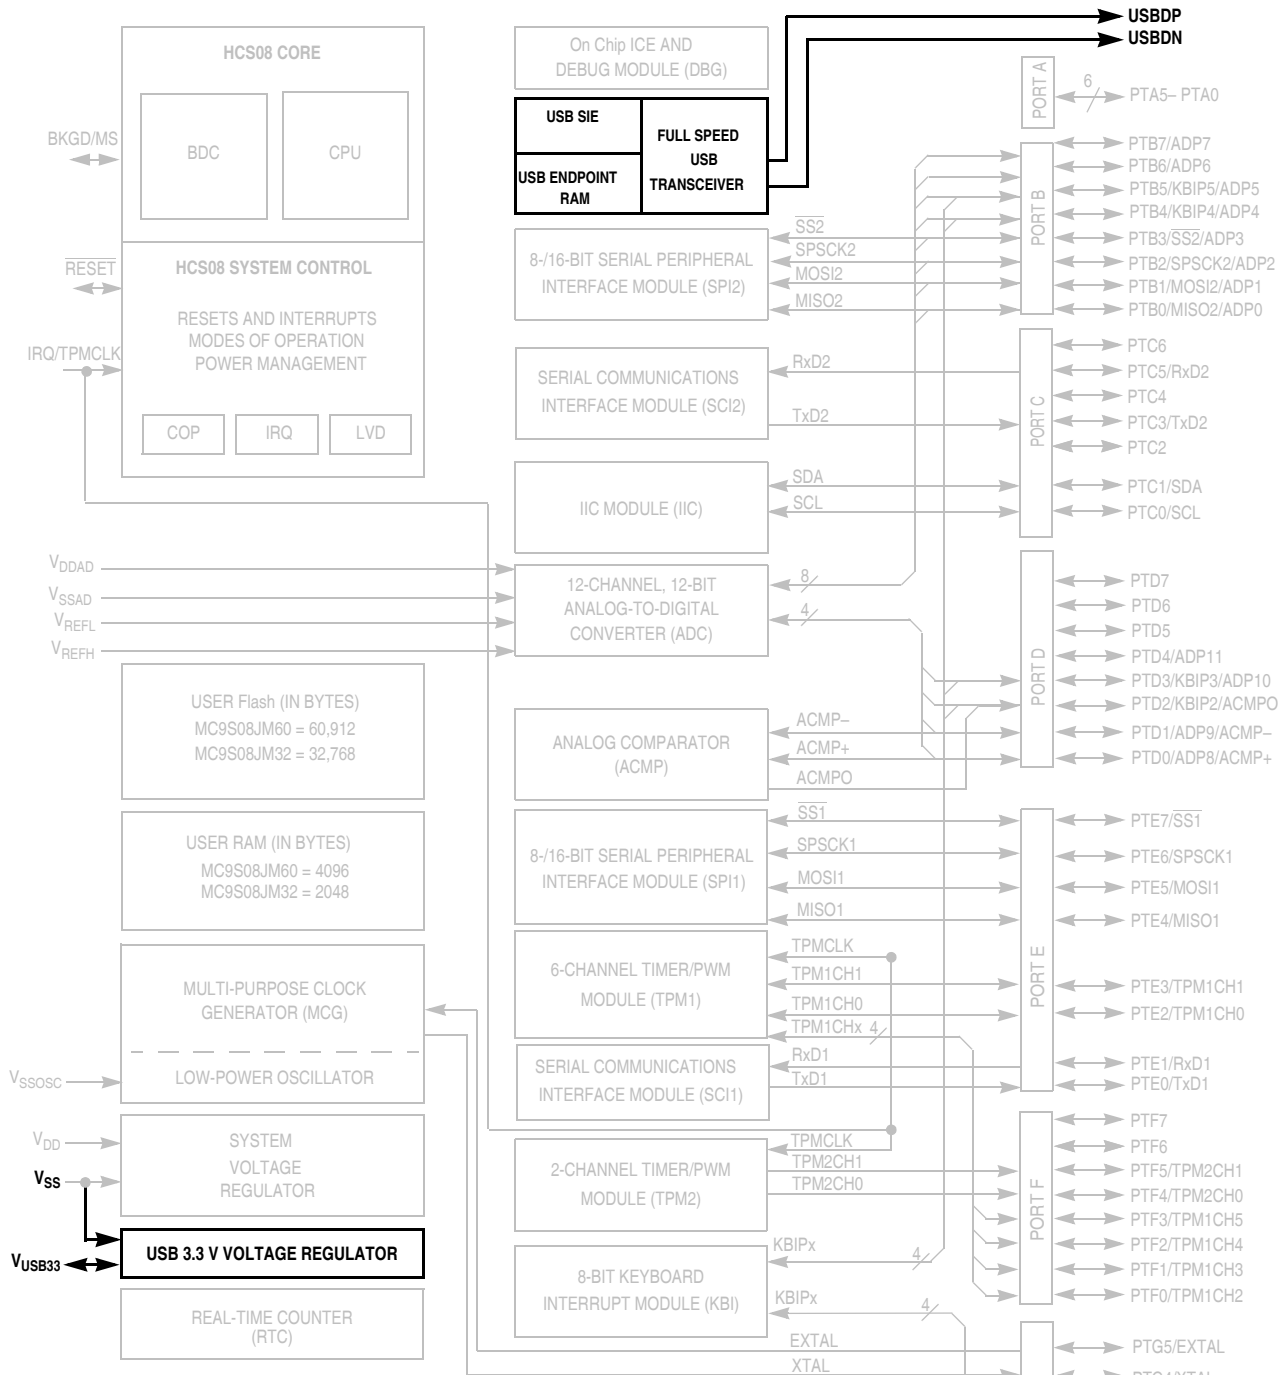 USBDP
USBDN
HCS08 CORE
BDC
CPU
BKGD/MS
RESET
HCS08 SYSTEM CONTROL
RESETS AND INTERRUPTS
MODES OF OPERATION
POWER MANAGEMENT
IRQ/TPMCLK
COP
IRQ
LVD
VDDAD
VSSAD
VREFL
VREFH
USER Flash (IN BYTES)
MC9S08JM60 = 60,912
MC9S08JM32 = 32,768
USER RAM (IN BYTES)
MC9S08JM60 = 4096
MC9S08JM32 = 2048
MULTI-PURPOSE CLOCK
GENERATOR (MCG)
LOW-POWER OSCILLATOR
VSSOSC
VDD
VSS
SYSTEM
VOLTAGE
REGULATOR
USB 3.3 V VOLTAGE REGULATOR
VUSB33
REAL-TIME COUNTER
(RTC)
On Chip ICE AND
DEBUG MODULE (DBG)
USB SIE
USB ENDPOINT
RAM
FULL SPEED
USB
TRANSCEIVER
8-/16-BIT SERIAL PERIPHERAL
INTERFACE MODULE (SPI2)
SS2
SPSCK2
MOSI2
MISO2
SERIAL COMMUNICATIONS
INTERFACE MODULE (SCI2)
RxD2
TxD2
IIC MODULE (IIC)
SDA
SCL
12-CHANNEL, 12-BIT
ANALOG-TO-DIGITAL
CONVERTER (ADC)
8
4
ANALOG COMPARATOR
(ACMP)
ACMP–
ACMP+
ACMPO
8-/16-BIT SERIAL PERIPHERAL
INTERFACE MODULE (SPI1)
SS1
SPSCK1
MOSI1
MISO1
6-CHANNEL TIMER/PWM
MODULE (TPM1)
TPMCLK
TPM1CH1
TPM1CH0
TPM1CHx 4
SERIAL COMMUNICATIONS
INTERFACE MODULE (SCI1)
RxD1
TxD1
2-CHANNEL TIMER/PWM
MODULE (TPM2)
TPMCLK
TPM2CH1
TPM2CH0
8-BIT KEYBOARD
INTERRUPT MODULE (KBI)
KBIPx
4
KBIPx
4
EXTAL
XTAL
PORT A
6
PTA5– PTA0
PORT B
PTB7/ADP7
PTB6/ADP6
PTB5/KBIP5/ADP5
PTB4/KBIP4/ADP4
PTB3/SS2/ADP3
PTB2/SPSCK2/ADP2
PTB1/MOSI2/ADP1
PTB0/MISO2/ADP0
PORT C
PTC6
PTC5/RxD2
PTC4
PTC3/TxD2
PTC2
PTC1/SDA
PTC0/SCL
PORT D
PTD7
PTD6
PTD5
PTD4/ADP11
PTD3/KBIP3/ADP10
PTD2/KBIP2/ACMPO
PTD1/ADP9/ACMP–
PTD0/ADP8/ACMP+
PORT E
PTE7/SS1
PTE6/SPSCK1
PTE5/MOSI1
PTE4/MISO1
PTE3/TPM1CH1
PTE2/TPM1CH0
PTE1/RxD1
PTE0/TxD1
PORT F
PTF7
PTF6
PTF5/TPM2CH1
PTF4/TPM2CH0
PTF3/TPM1CH5
PTF2/TPM1CH4
PTF1/TPM1CH3
PTF0/TPM1CH2
PTG5/EXTAL